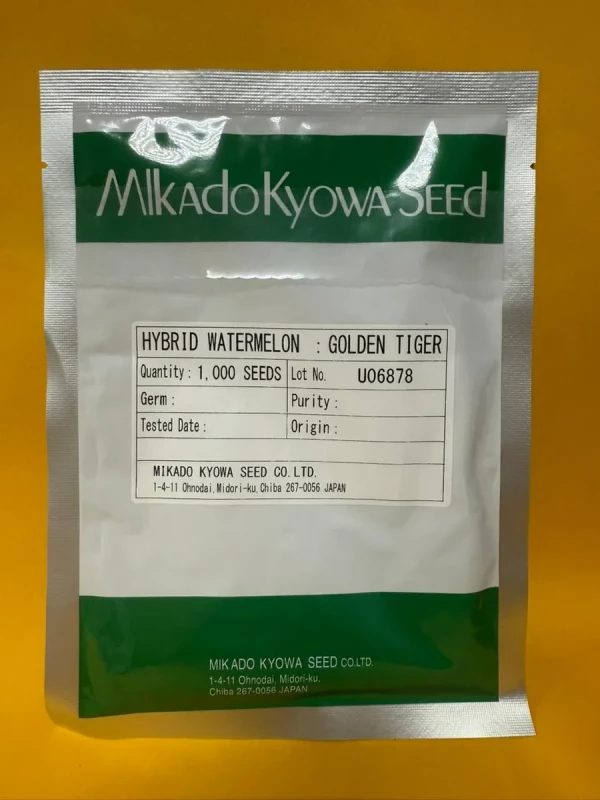 MIKAdo KyowA SEEd
HYBRID WATERMELON : GOLDEN TIGER
Quantity : 1,000 SEEDS Lot No. U06878
Germ : Purity :
Tested Date : Origin :
MIKADO KYOWA SEED CO.LTD.
1-4-11 Ohnodai,Midori-ku,Chiba 267-0056 JAPAN
MIKADO KYOWA SEED CO.LTD.
1-4-11 Ohnodai, Midori-ku,
Chiba 267-0056 JAPAN